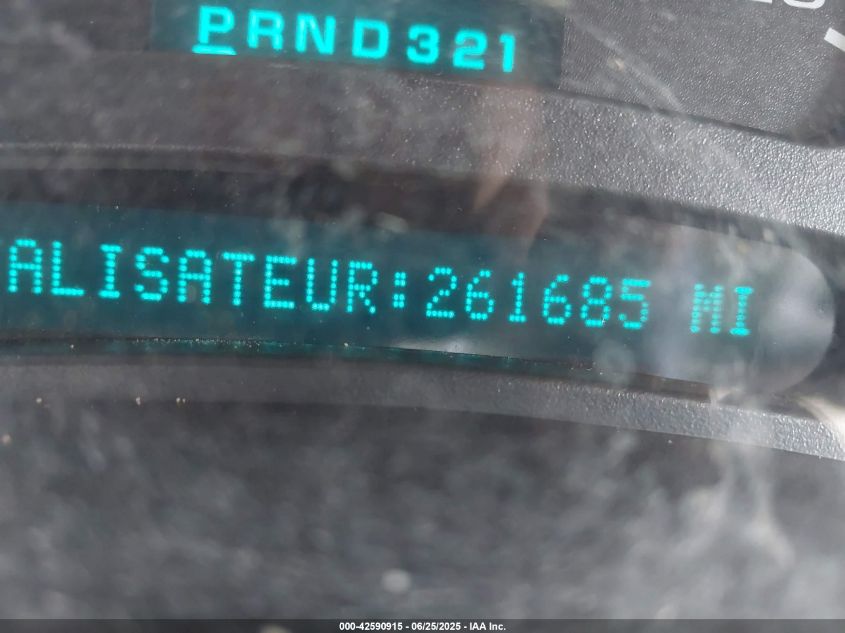 PRND321
ALISATEUR:261685 MI
000-42590915 - 06/25/2025 - IAA Inc.